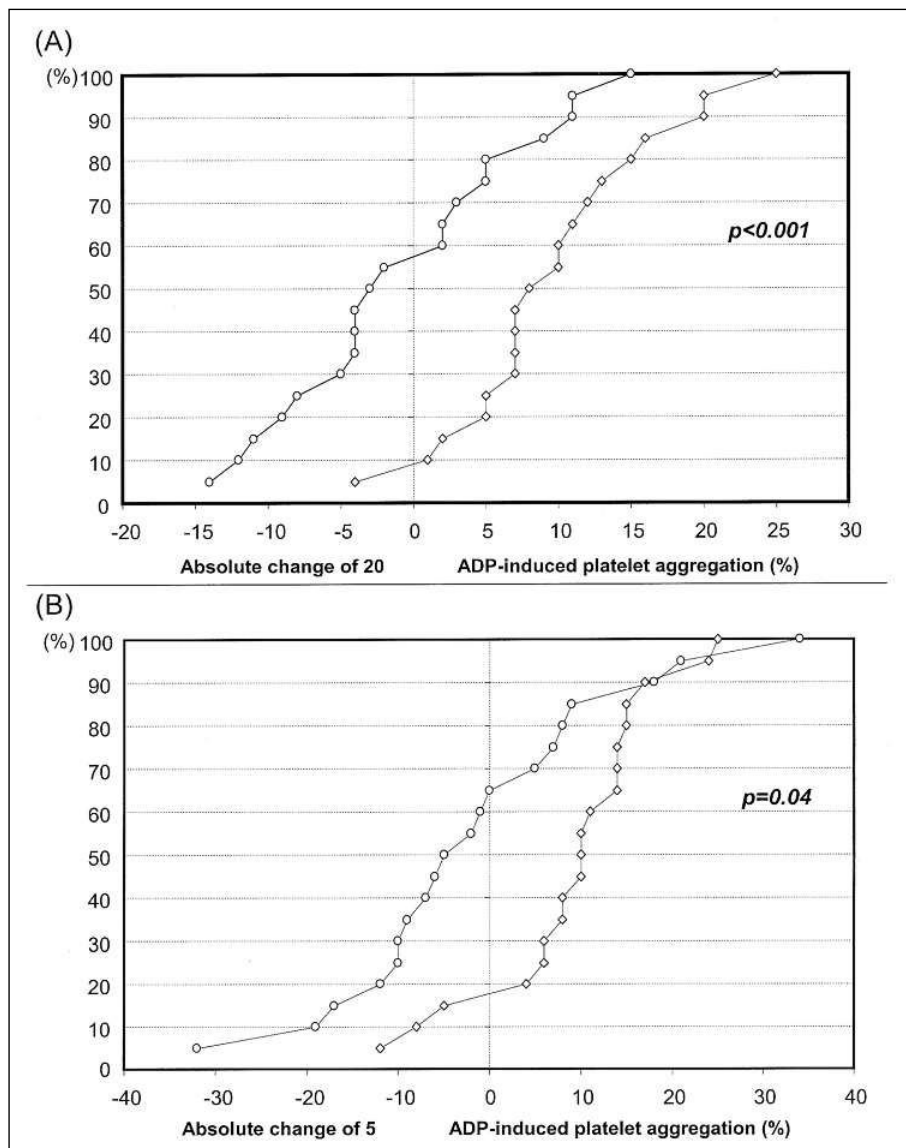 (A)
(%) 100
90
80
70
60
50
40
30
20
10
0
p<0.001
-20 -15 -10 -5 0 5 10 15 20 25 30
Absolute change of 20 ADP-induced platelet aggregation (%)
(B)
(%) 100
90
80
70
60
50
40
30
20
10
0
p=0.04
-40 -30 -20 -10 0 10 20 30 40
Absolute change of 5 ADP-induced platelet aggregation (%)